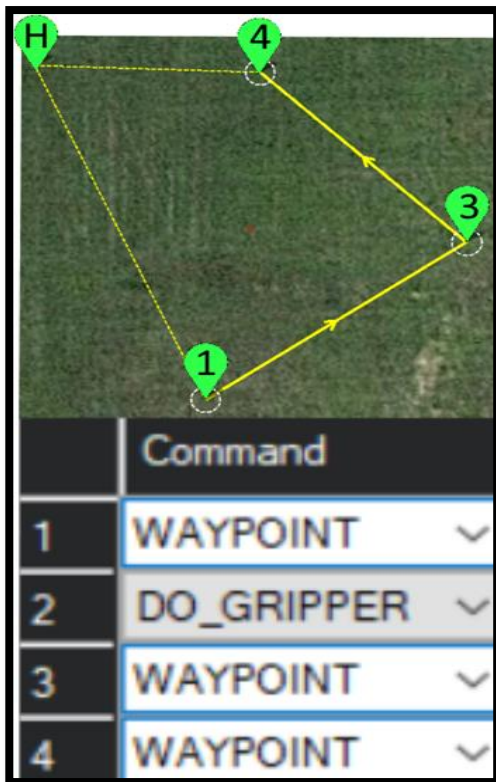 H
4
3
1
Command
1 WAYPOINT
2 DO_GRIPPER
3 WAYPOINT
4 WAYPOINT